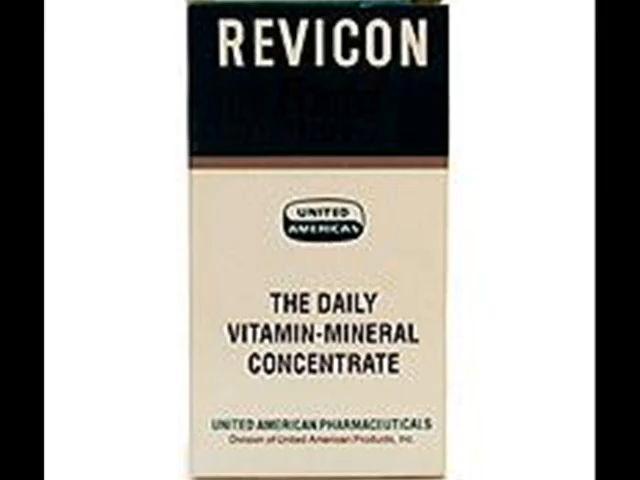 REVICON
UNITED
AMERICAN
THE DAILY
VITAMIN-MINERAL
CONCENTRATE
UNITED AMERICAN PHARMACEUTICALS
Division of United American Products, Inc.